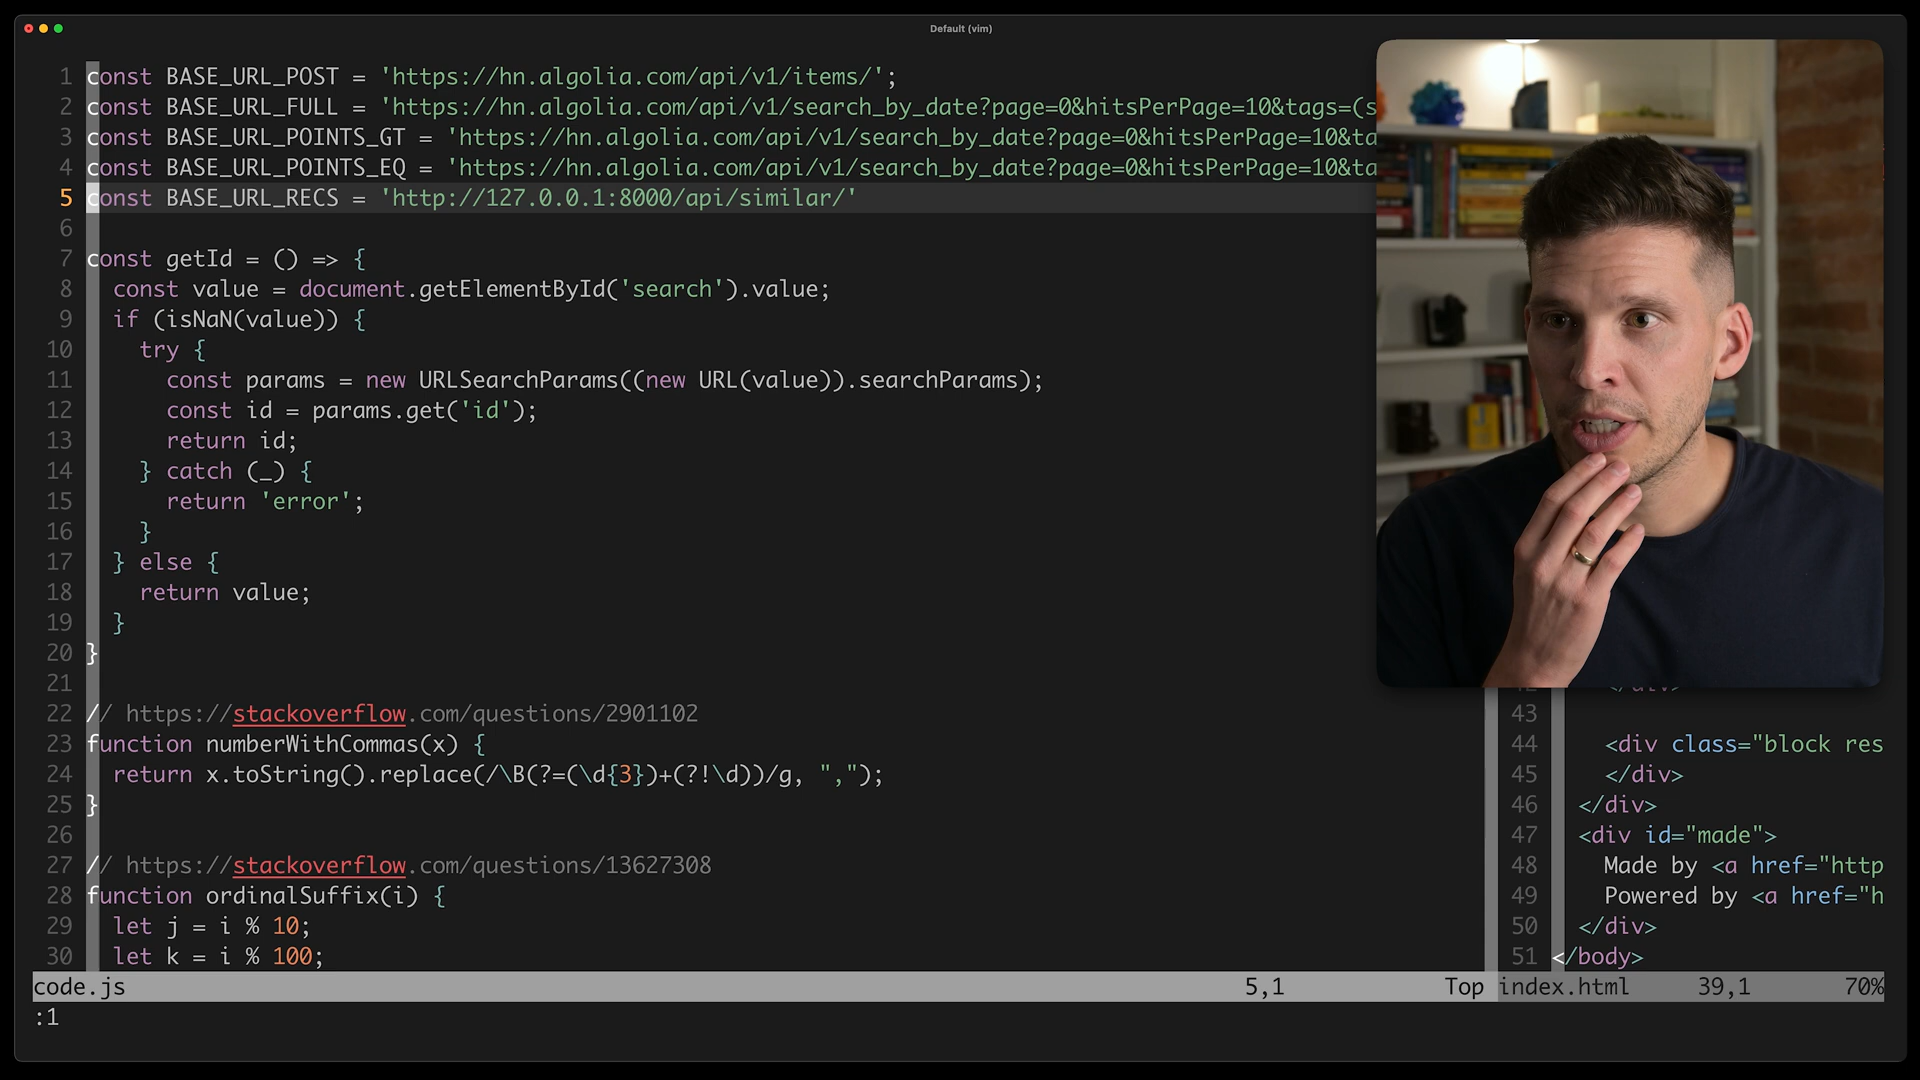 Default (vim)
1 const BASE_URL_POST = 'https://hn.algolia.com/api/v1/items/';
2 const BASE_URL_FULL = 'https://hn.algolia.com/api/v1/search_by_date?page=0&hitsPerPage=10&tags=(s
3 const BASE_URL_POINTS_GT = 'https://hn.algolia.com/api/v1/search_by_date?page=0&hitsPerPage=10&ta
4 const BASE_URL_POINTS_EQ = 'https://hn.algolia.com/api/v1/search_by_date?page=0&hitsPerPage=10&ta
5 const BASE_URL_RECS = 'http://127.0.0.1:8000/api/similar/'
6
7 const getId = () => {
8 const value = document.getElementById('search').value;
9 if (isNaN(value)) {
10 try {
11 const params = new URLSearchParams((new URL(value)).searchParams);
12 const id = params.get('id');
13 return id;
14 } catch (_) {
15 return 'error';
16 }
17 } else {
18 return value;
19 }
20 }
21
22 // https://stackoverflow.com/questions/2901102
23 function numberWithCommas(x) {
24 return x.toString().replace(/\B(?=(\d{3})+(?!\d))/g, ",");
25 }
26
27 // https://stackoverflow.com/questions/13627308
28 function ordinalSuffix(i) {
29 let j = i % 10;
30 let k = i % 100;
43
44 <div class="block res
45 </div>
46 </div>
47 <div id="made">
48 Made by <a href="http
49 Powered by <a href="h
50 </div>
51 </body>
code.js 5,1 Top
index.html 39,1 70%
:1